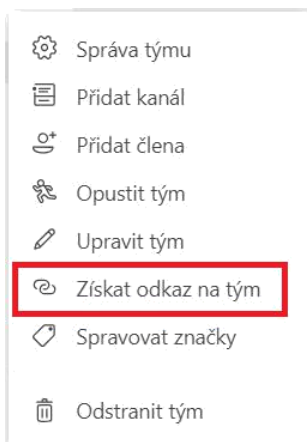 Správa týmu
Přidat kanál
Přidat člena
Opustit tým
Upravit tým
Získat odkaz na tým
Spravovat značky
Odstranit tým